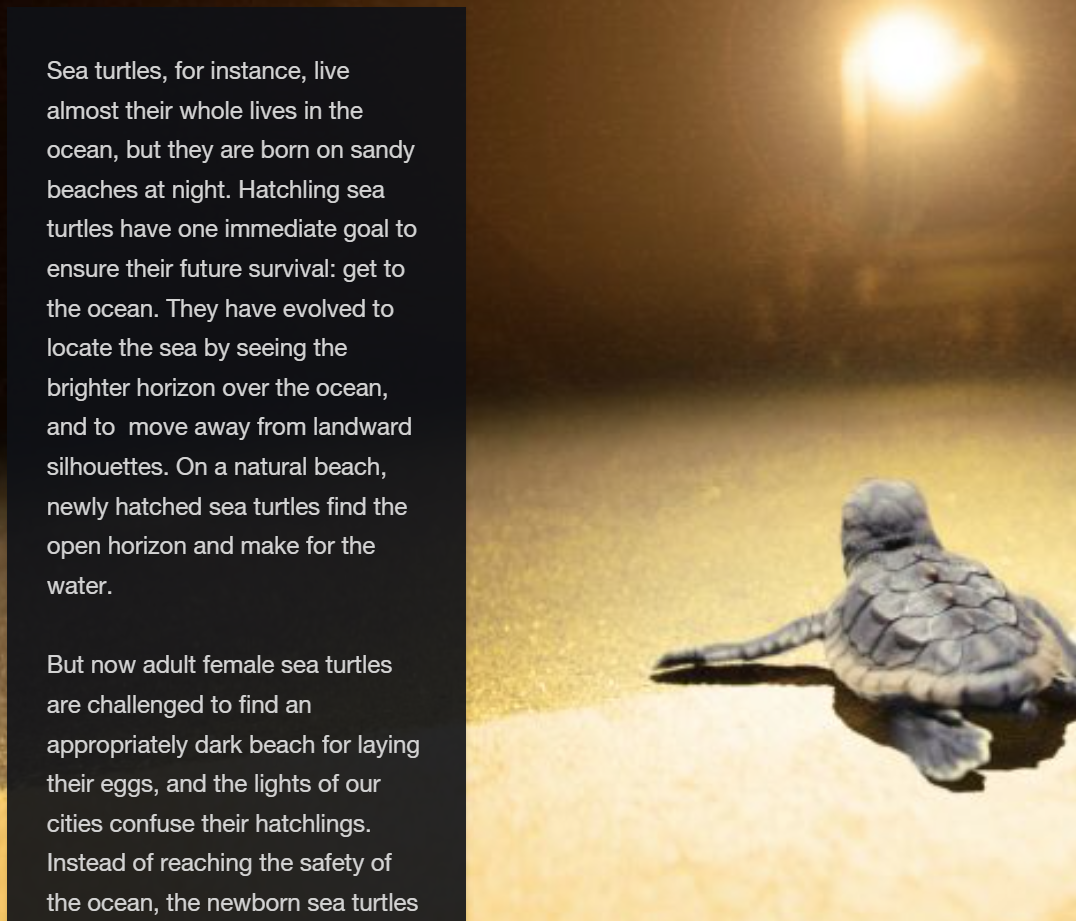 Sea turtles, for instance, live
almost their whole lives in the
ocean, but they are born on sandy
beaches at night. Hatchling sea
turtles have one immediate goal to
ensure their future survival: get to
the ocean. They have evolved to
locate the sea by seeing the
brighter horizon over the ocean,
and to  move away from landward
silhouettes. On a natural beach,
newly hatched sea turtles find the
open horizon and make for the
water.
But now adult female sea turtles
are challenged to find an
appropriately dark beach for laying
their eggs, and the lights of our
cities confuse their hatchlings.
Instead of reaching the safety of
the ocean, the newborn sea turtles